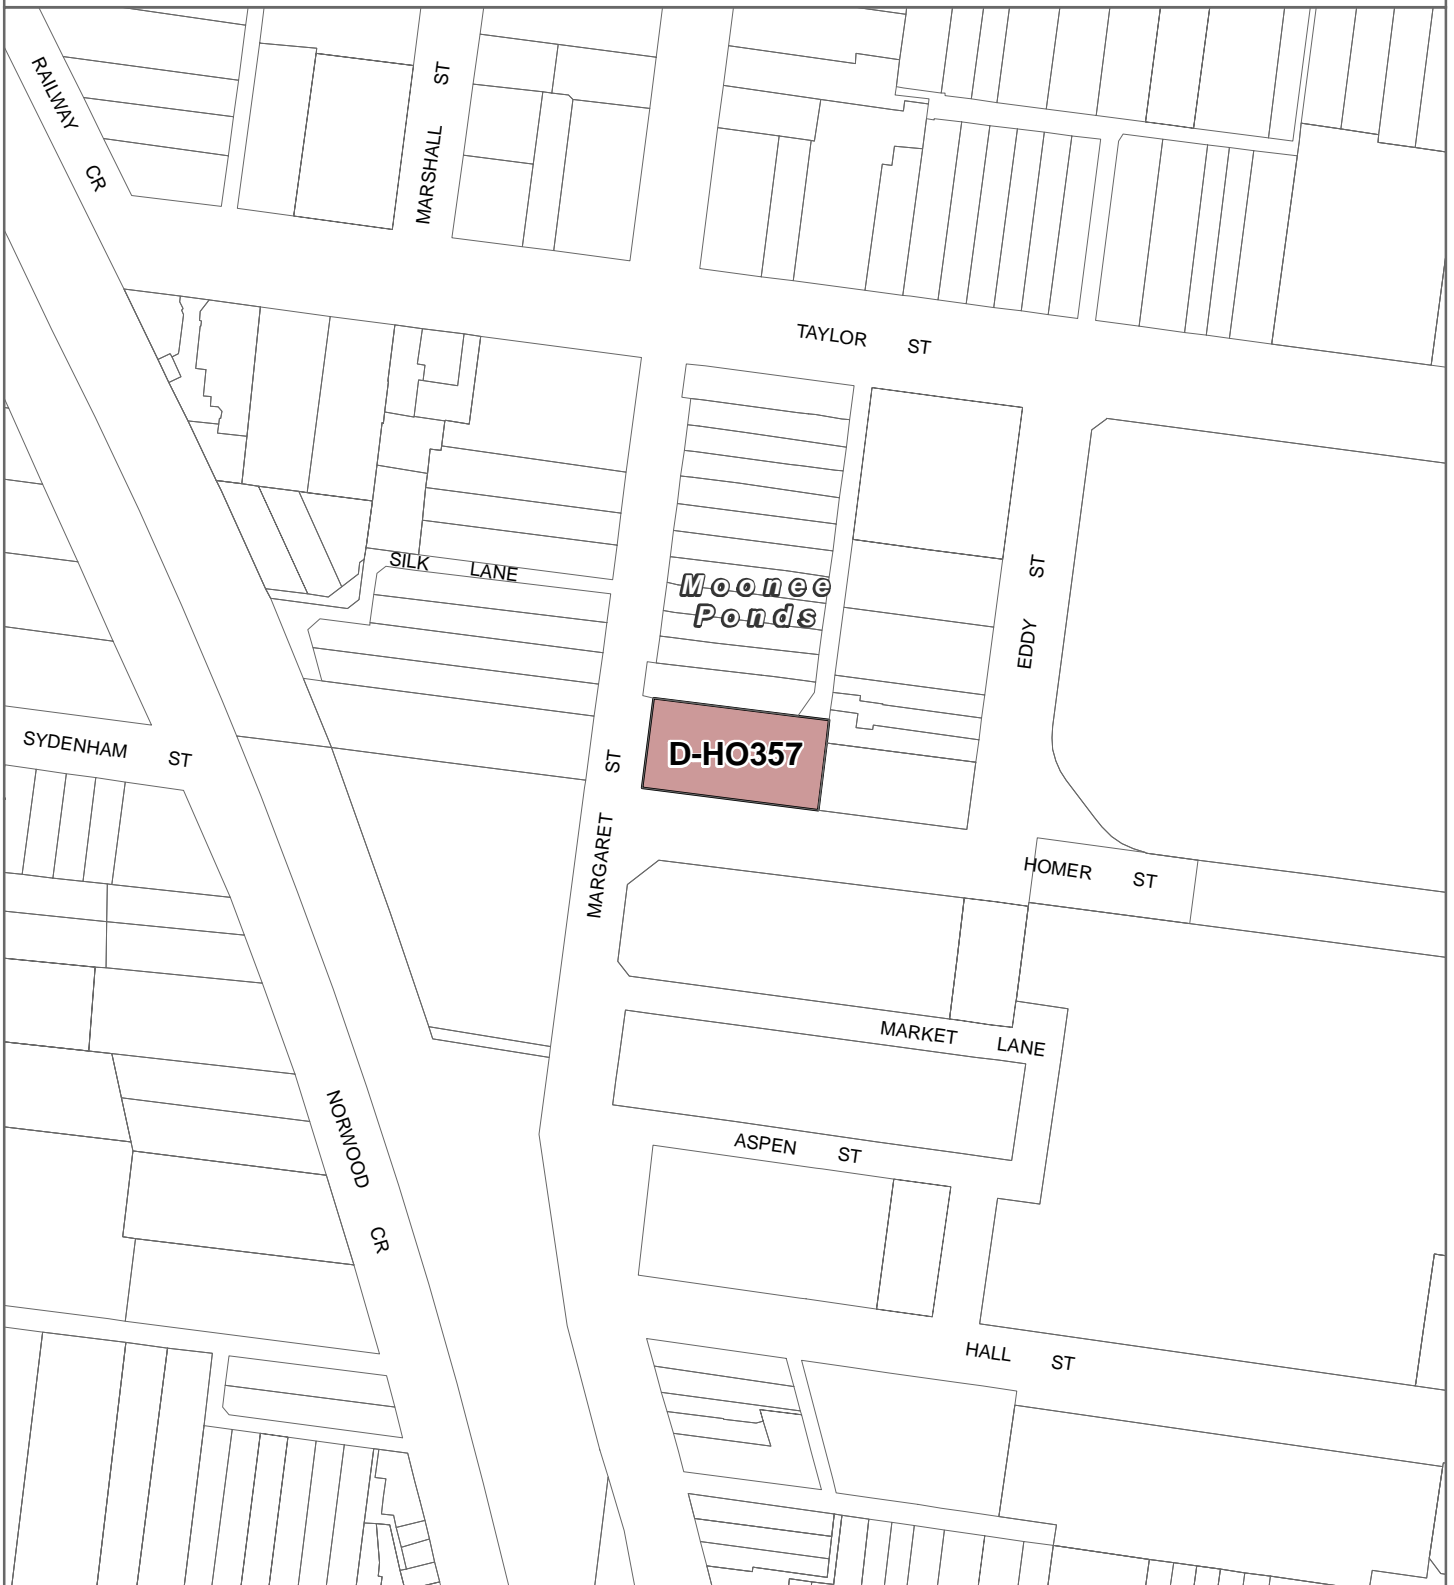 RAILWAY CR
MARSHALL ST
TAYLOR ST
SILK LANE
Moonee
Ponds
EDDY ST
SYDENHAM ST
D-HO357
MARGARET ST
HOMER ST
MARKET LANE
ASPEN ST
NORWOOD CR
HALL ST